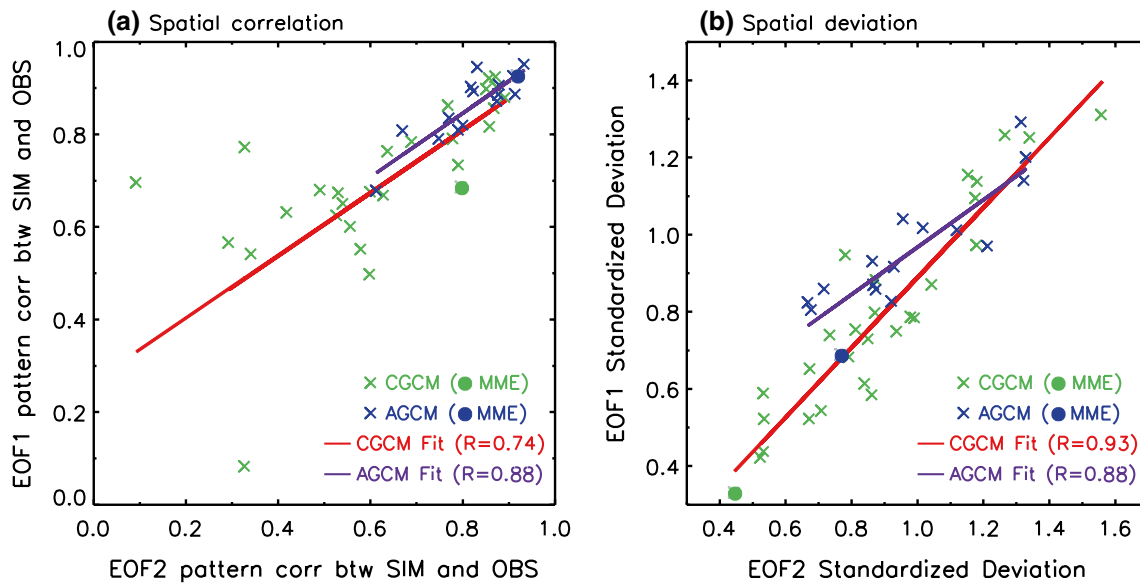 (a) Spatial correlation
EOF1 pattern corr btw SIM and OBS
1.0
0.8
0.6
0.4
0.2
0.0
0.0 0.2 0.4 0.6 0.8 1.0
EOF2 pattern corr btw SIM and OBS
CGCM (MME)
AGCM (MME)
CGCM Fit (R=0.74)
AGCM Fit (R=0.88)
(b) Spatial deviation
EOF1 Standardized Deviation
1.4
1.2
1.0
0.8
0.6
0.4
0.4 0.6 0.8 1.0 1.2 1.4 1.6
EOF2 Standardized Deviation
CGCM (MME)
AGCM (MME)
CGCM Fit (R=0.93)
AGCM Fit (R=0.88)